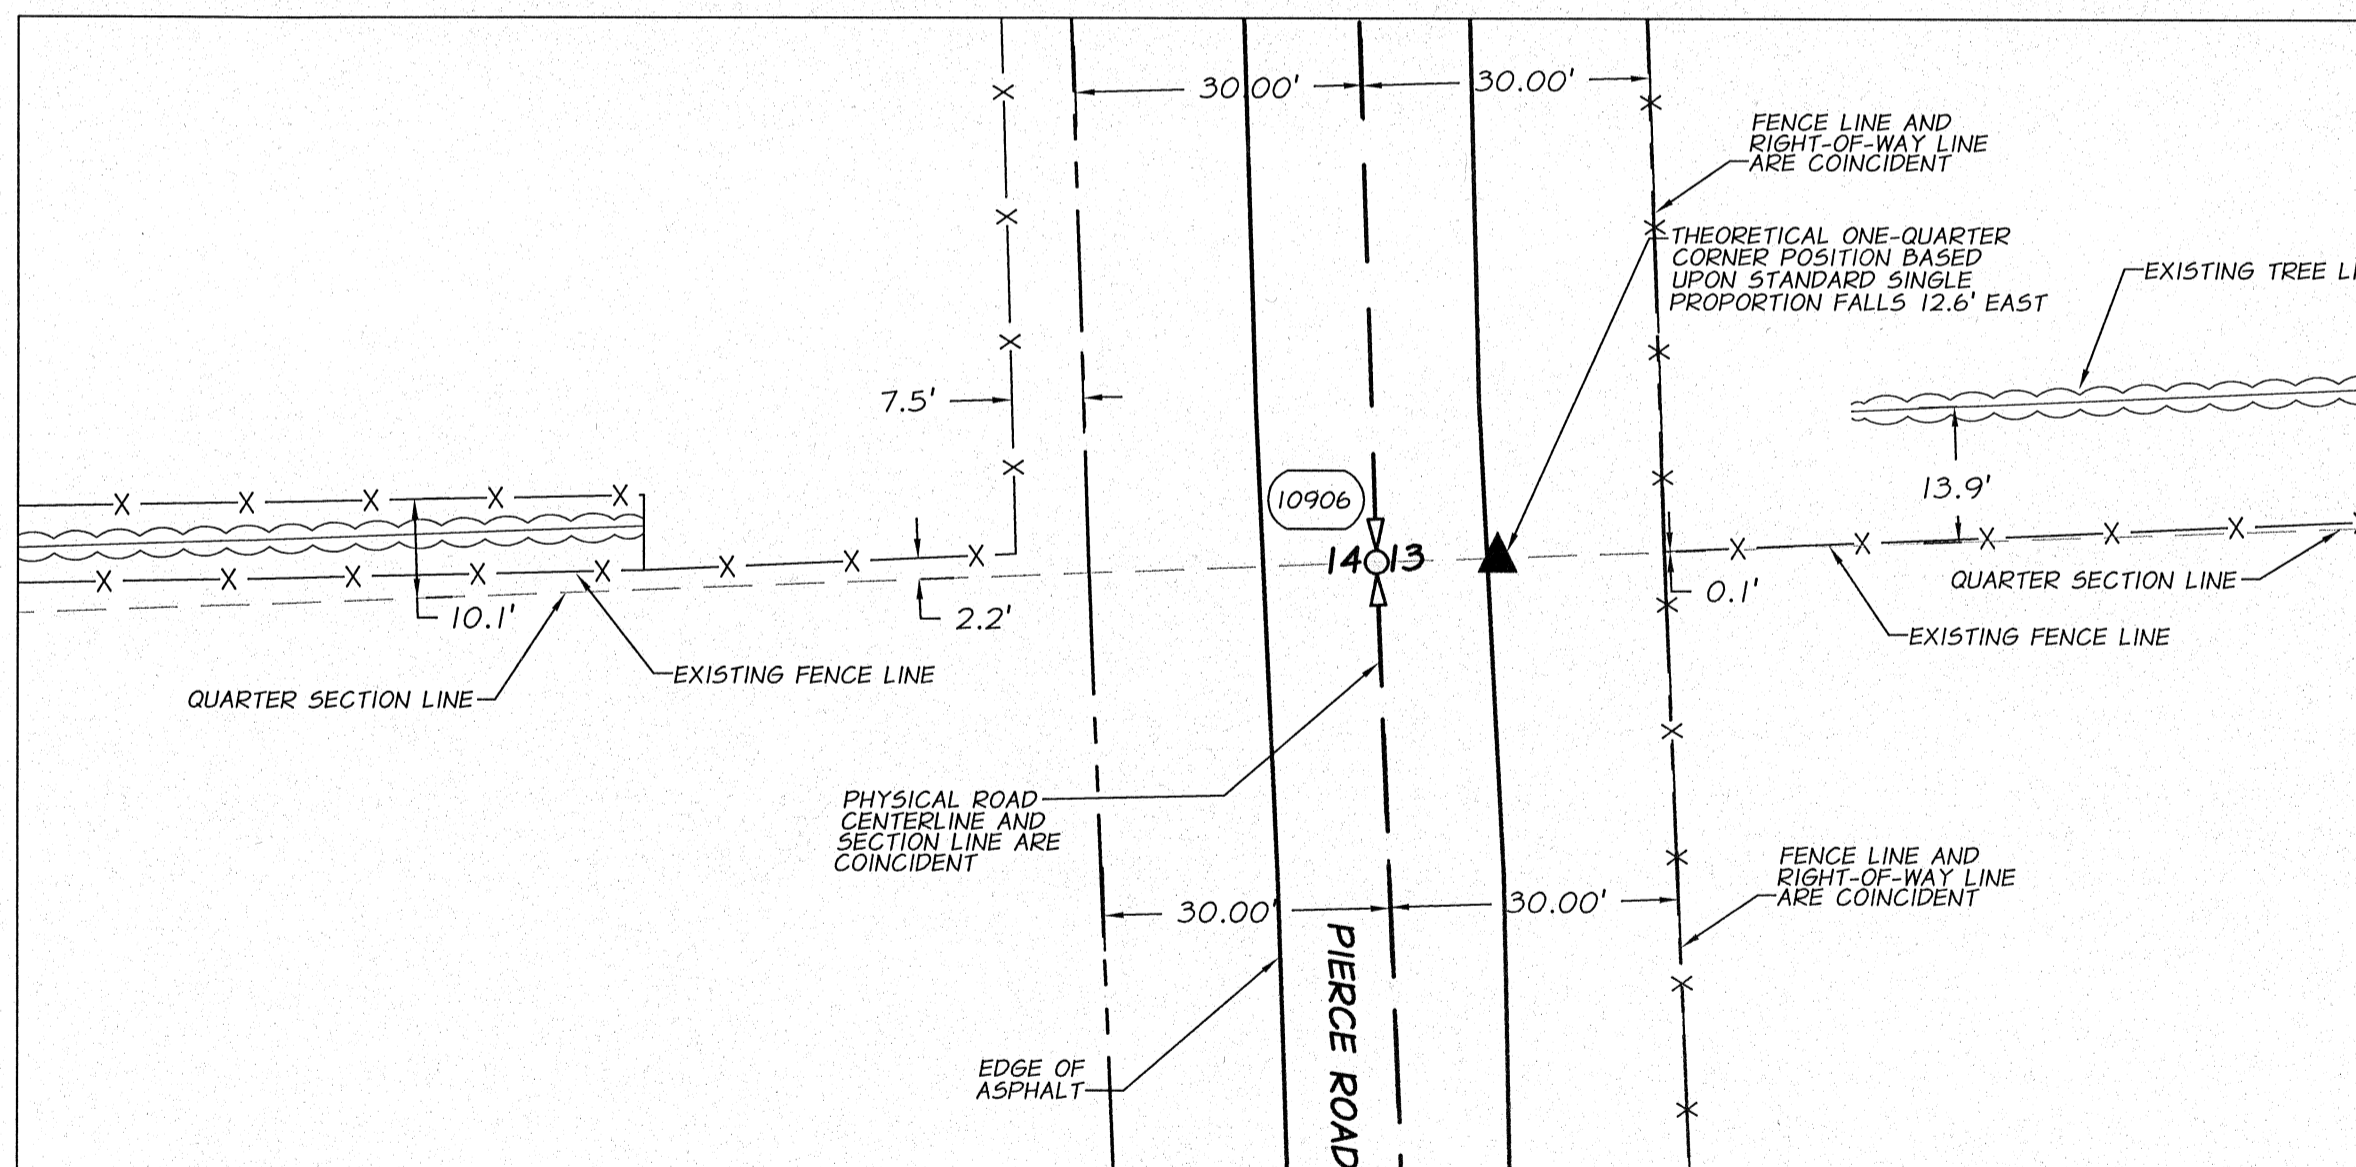 30.00'
30.00'
FENCE LINE AND
RIGHT-OF-WAY LINE
ARE COINCIDENT
THEORETICAL ONE-QUARTER
CORNER POSITION BASED
UPON STANDARD SINGLE
PROPORTION FALLS 12.6' EAST
EXISTING TREE
7.5'
10906
13.9'
14
13
10.1'
2.2'
0.1'
QUARTER SECTION LINE
EXISTING FENCE LINE
EXISTING FENCE LINE
QUARTER SECTION LINE
PHYSICAL ROAD
CENTERLINE AND
SECTION LINE ARE
COINCIDENT
FENCE LINE AND
RIGHT-OF-WAY LINE
ARE COINCIDENT
30.00'
30.00'
PIERCE ROAD
EDGE OF
ASPHALT